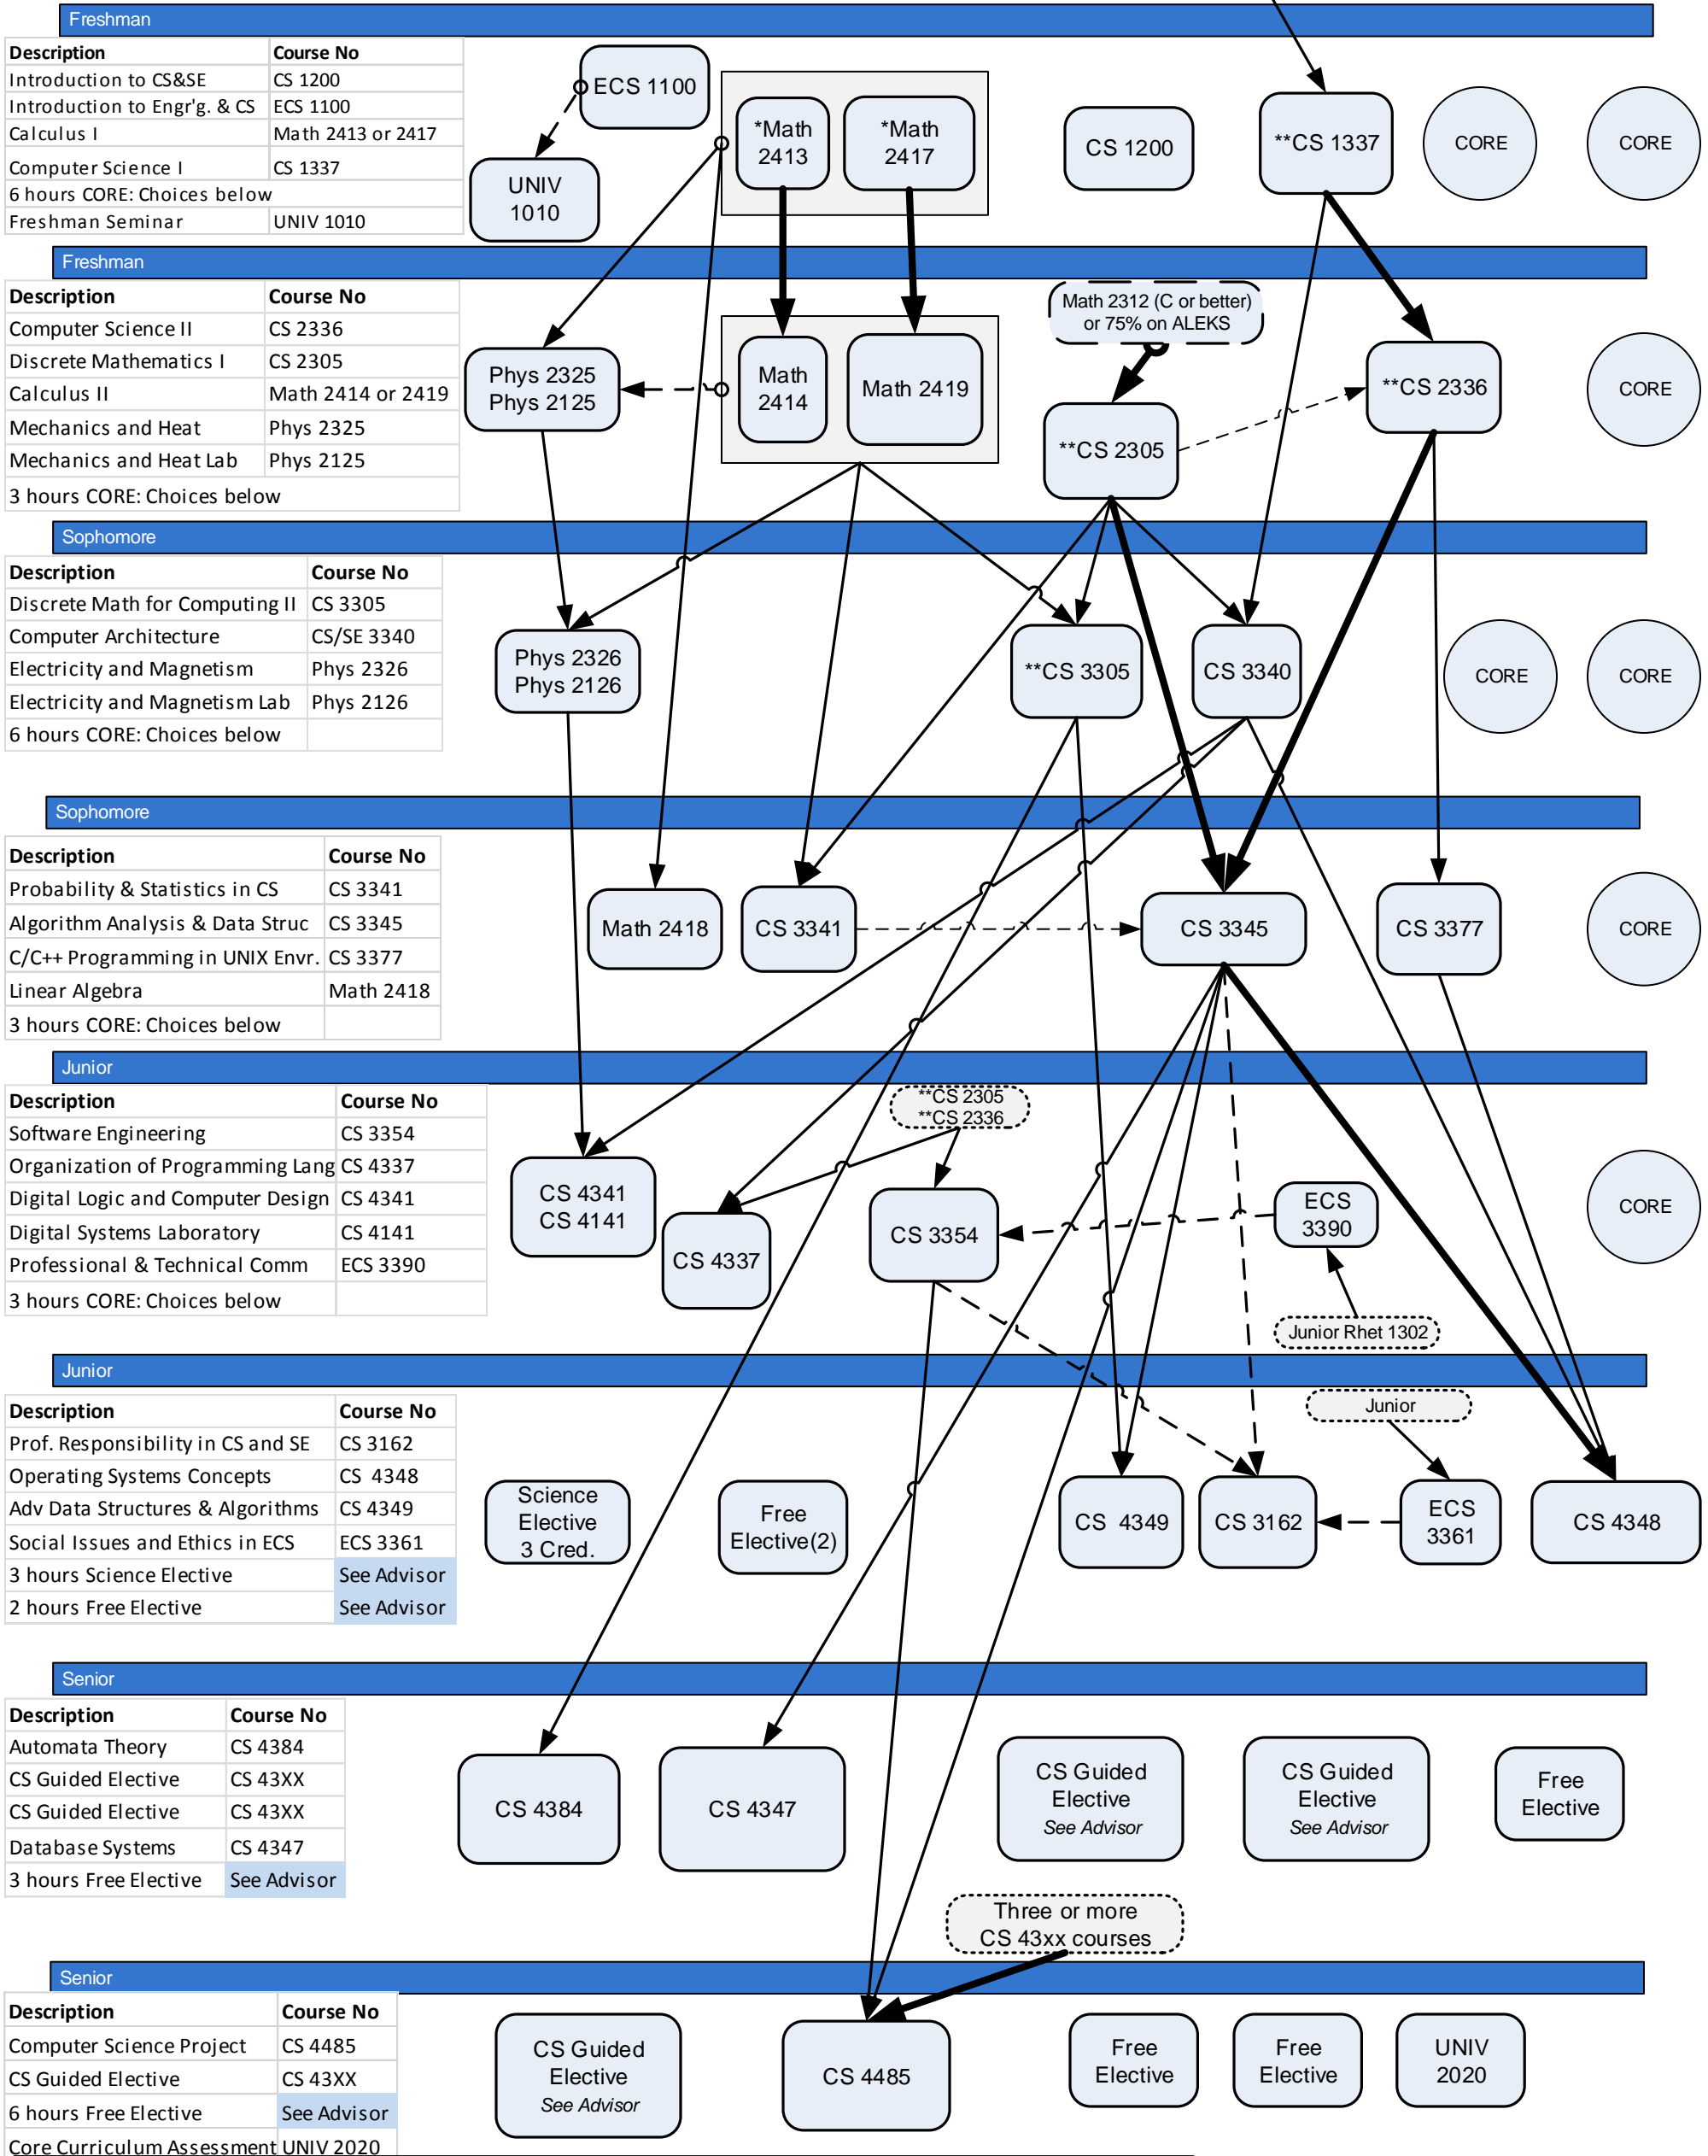 Freshman
Description Course No
Introduction to CS&SE CS 1200
Introduction to Engr'g. & CS ECS 1100
Calculus I Math 2413 or 2417
Computer Science I CS 1337
6 hours CORE: Choices below
Freshman Seminar UNIV 1010
ECS 1100
UNIV
1010
*Math
2413
*Math
2417
CS 1200
**CS 1337
CORE
CORE
Freshman
Description Course No
Computer Science II CS 2336
Discrete Mathematics I CS 2305
Calculus II Math 2414 or 2419
Mechanics and Heat Phys 2325
Mechanics and Heat Lab Phys 2125
3 hours CORE: Choices below
Phys 2325
Phys 2125
Math
2414
Math 2419
Math 2312 (C or better)
or 75% on ALEKS
**CS 2305
**CS 2336
CORE
Sophomore
Description Course No
Discrete Math for Computing II CS 3305
Computer Architecture CS/SE 3340
Electricity and Magnetism Phys 2326
Electricity and Magnetism Lab Phys 2126
6 hours CORE: Choices below
Phys 2326
Phys 2126
**CS 3305
CS 3340
CORE
CORE
Sophomore
Description Course No
Probability & Statistics in CS CS 3341
Algorithm Analysis & Data Struc CS 3345
C/C++ Programming in UNIX Envr. CS 3377
Linear Algebra Math 2418
3 hours CORE: Choices below
Math 2418
CS 3341
CS 3345
CS 3377
CORE
Junior
Description Course No
Software Engineering CS 3354
Organization of Programming Lang CS 4337
Digital Logic and Computer Design CS 4341
Digital Systems Laboratory CS 4141
Professional & Technical Comm ECS 3390
3 hours CORE: Choices below
CS 4341
CS 4141
CS 4337
**CS 2305
**CS 2336
CS 3354
ECS
3390
Junior Rhet 1302
CORE
Junior
Description Course No
Prof. Responsibility in CS and SE CS 3162
Operating Systems Concepts CS 4348
Adv Data Structures & Algorithms CS 4349
Social Issues and Ethics in ECS ECS 3361
3 hours Science Elective See Advisor
2 hours Free Elective See Advisor
Science
Elective
3 Cred.
Free
Elective(2)
CS 4349
CS 3162
Junior
ECS
3361
CS 4348
Senior
Description Course No
Automata Theory CS 4384
CS Guided Elective CS 43XX
CS Guided Elective CS 43XX
Database Systems CS 4347
3 hours Free Elective See Advisor
CS 4384
CS 4347
CS Guided
Elective
See Advisor
CS Guided
Elective
See Advisor
Free
Elective
Three or more
CS 43xx courses
Senior
Description Course No
Computer Science Project CS 4485
CS Guided Elective CS 43XX
6 hours Free Elective See Advisor
Core Curriculum Assessment UNIV 2020
CS Guided
Elective
See Advisor
CS 4485
Free
Elective
Free
Elective
UNIV
2020